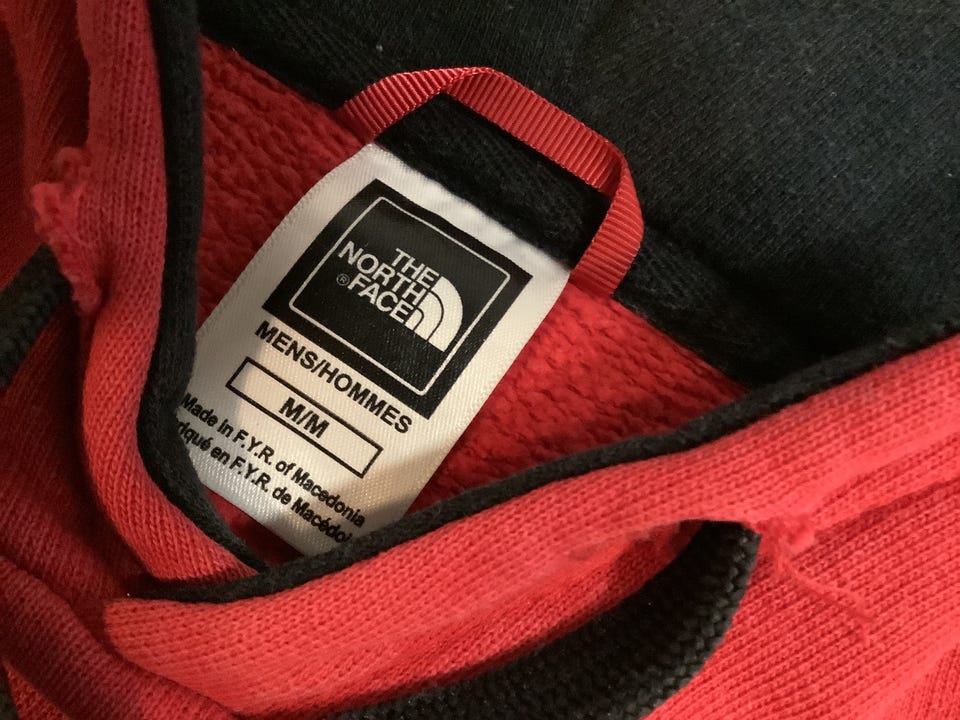 THE
NORTH
® FACE
MENS/HOMMES
M/M
Made in F.Y.R. of Macedonia
en F.Y.R. de